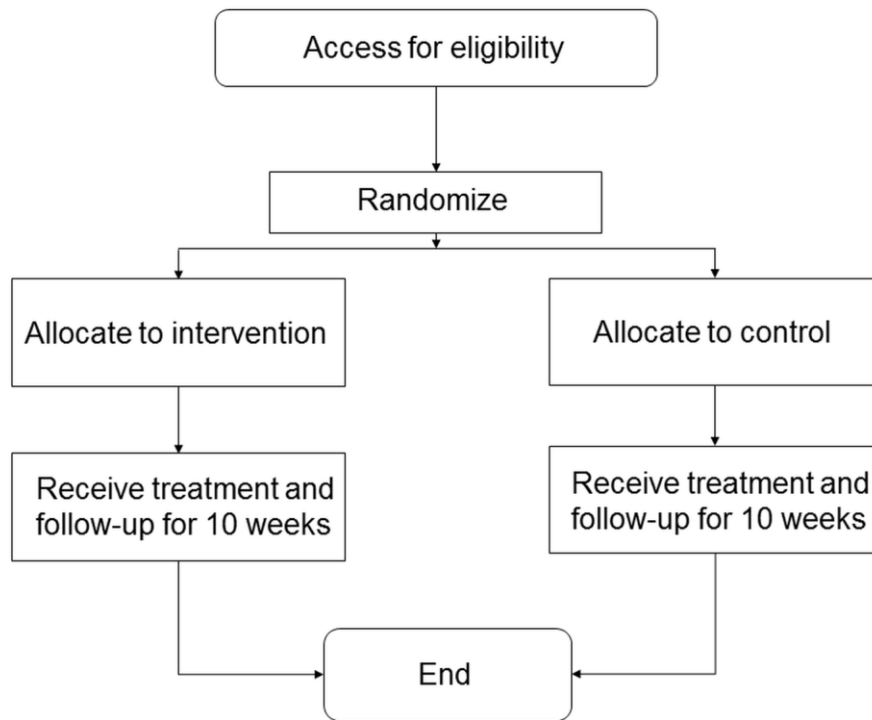 Access for eligibility
Randomize
Allocate to intervention
Allocate to control
Receive treatment and
follow-up for 10 weeks
Receive treatment and
follow-up for 10 weeks
End